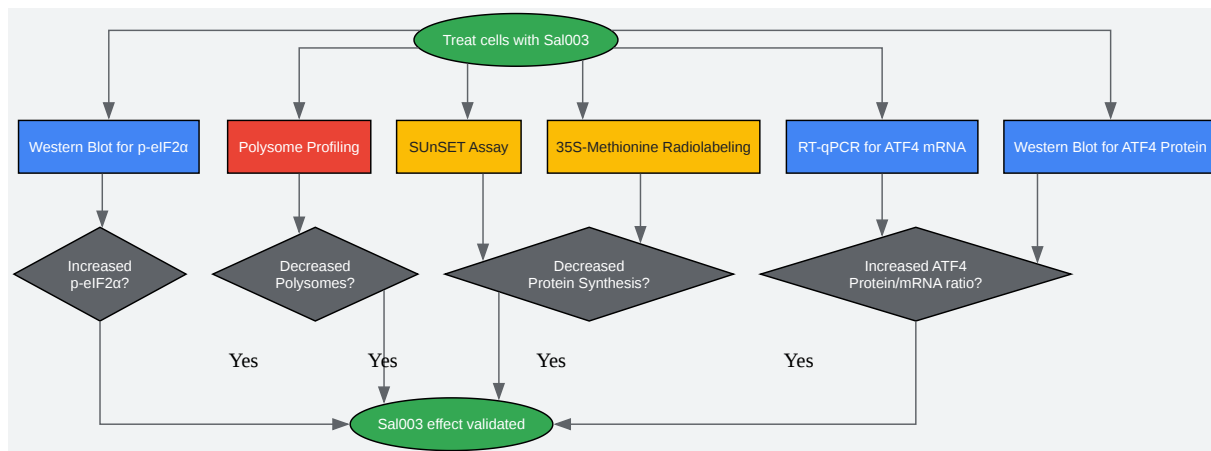 Treat cells with Sal003
Western Blot for p-eIF2α
Polysome Profiling
SUnSET Assay
35S-Methionine Radiolabeling
RT-qPCR for ATF4 mRNA
Western Blot for ATF4 Protein
Increased
p-eIF2α?
Decreased
Polysomes?
Decreased
Protein Synthesis?
Increased ATF4
Protein/mRNA ratio?
Yes
Yes
Yes
Yes
Sal003 effect validated